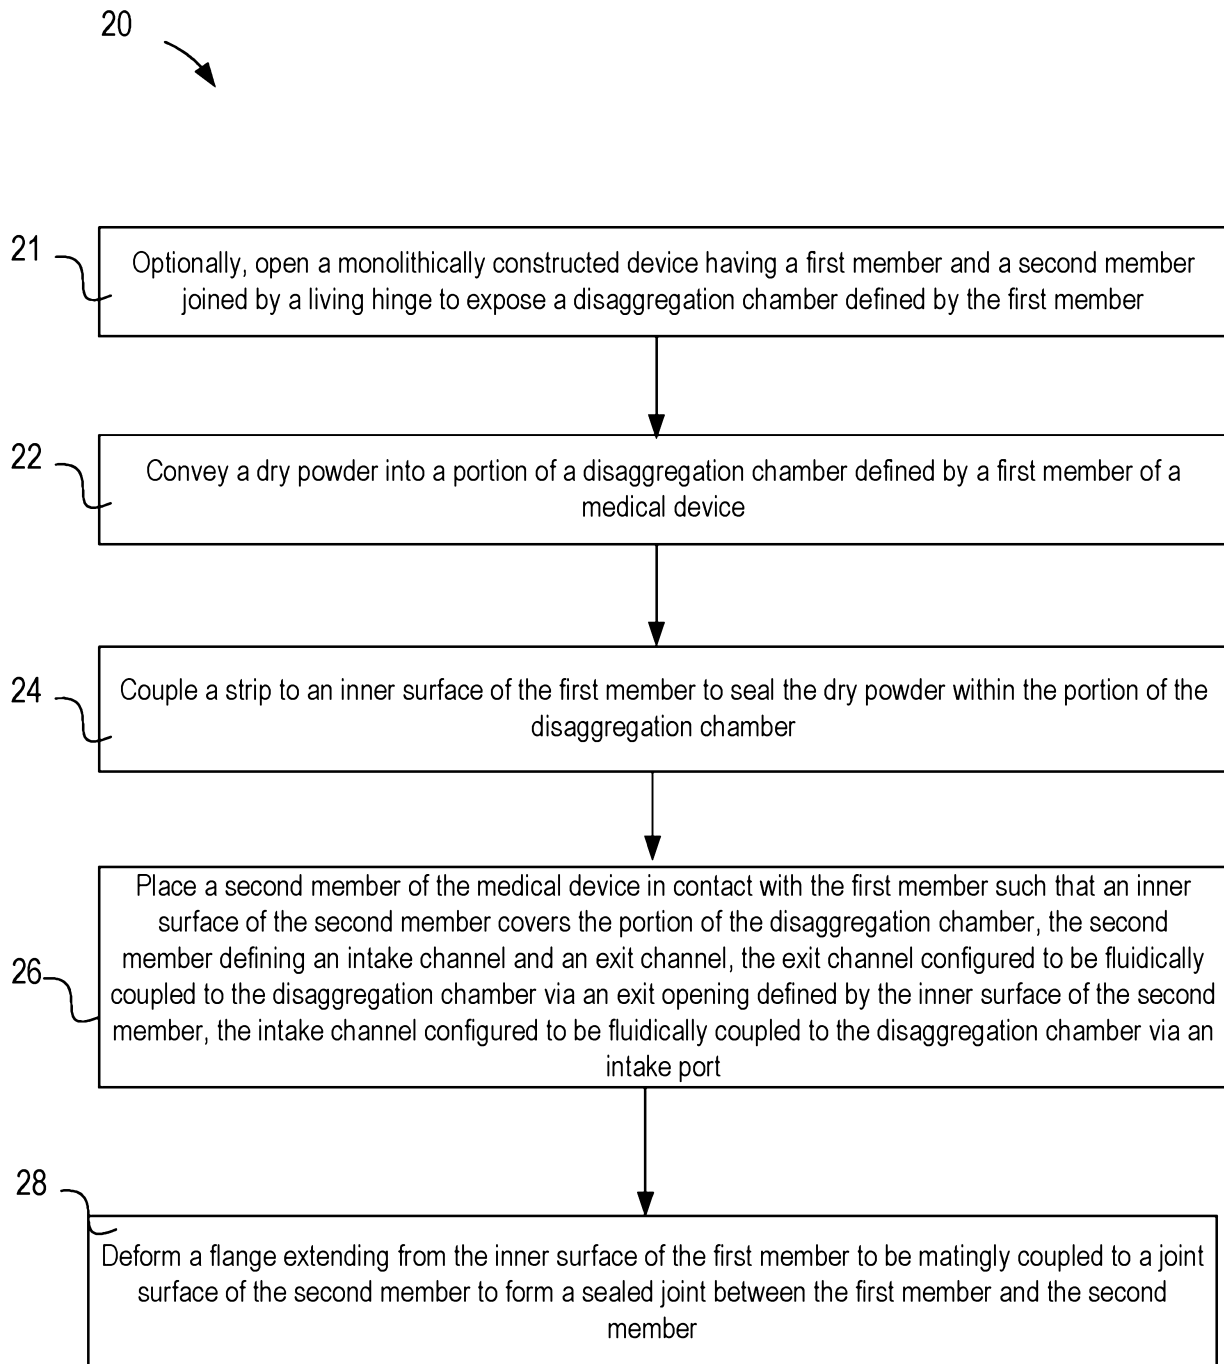 20
21
Optionally, open a monolithically constructed device having a first member and a second member
joined by a living hinge to expose a disaggregation chamber defined by the first member
22
Convey a dry powder into a portion of a disaggregation chamber defined by a first member of a
medical device
24
Couple a strip to an inner surface of the first member to seal the dry powder within the portion of the
disaggregation chamber
26
Place a second member of the medical device in contact with the first member such that an inner
surface of the second member covers the portion of the disaggregation chamber, the second
member defining an intake channel and an exit channel, the exit channel configured to be fluidically
coupled to the disaggregation chamber via an exit opening defined by the inner surface of the second
member, the intake channel configured to be fluidically coupled to the disaggregation chamber via an
intake port
28
Deform a flange extending from the inner surface of the first member to be matingly coupled to a joint
surface of the second member to form a sealed joint between the first member and the second
member